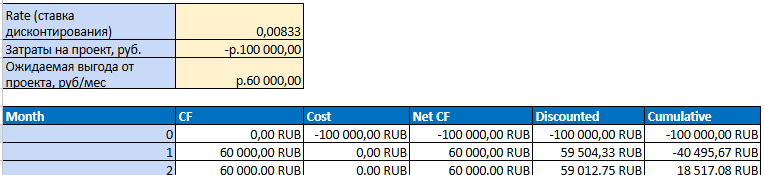 Rate (ставка
дисконтирования) 0,00833
Затраты на проект, руб. -р.100 000,00
Ожидаемая выгода от
проекта, руб/мес р.60 000,00
Month CF Cost Net CF Discounted Cumulative
0 0,00 RUB -100 000,00 RUB -100 000,00 RUB -100 000,00 RUB -100 000,00 RUB
1 60 000,00 RUB 0,00 RUB 60 000,00 RUB 59 504,33 RUB -40 495,67 RUB
2 60 000,00 RUB 0,00 RUB 60 000,00 RUB 59 012,75 RUB 18 517,08 RUB